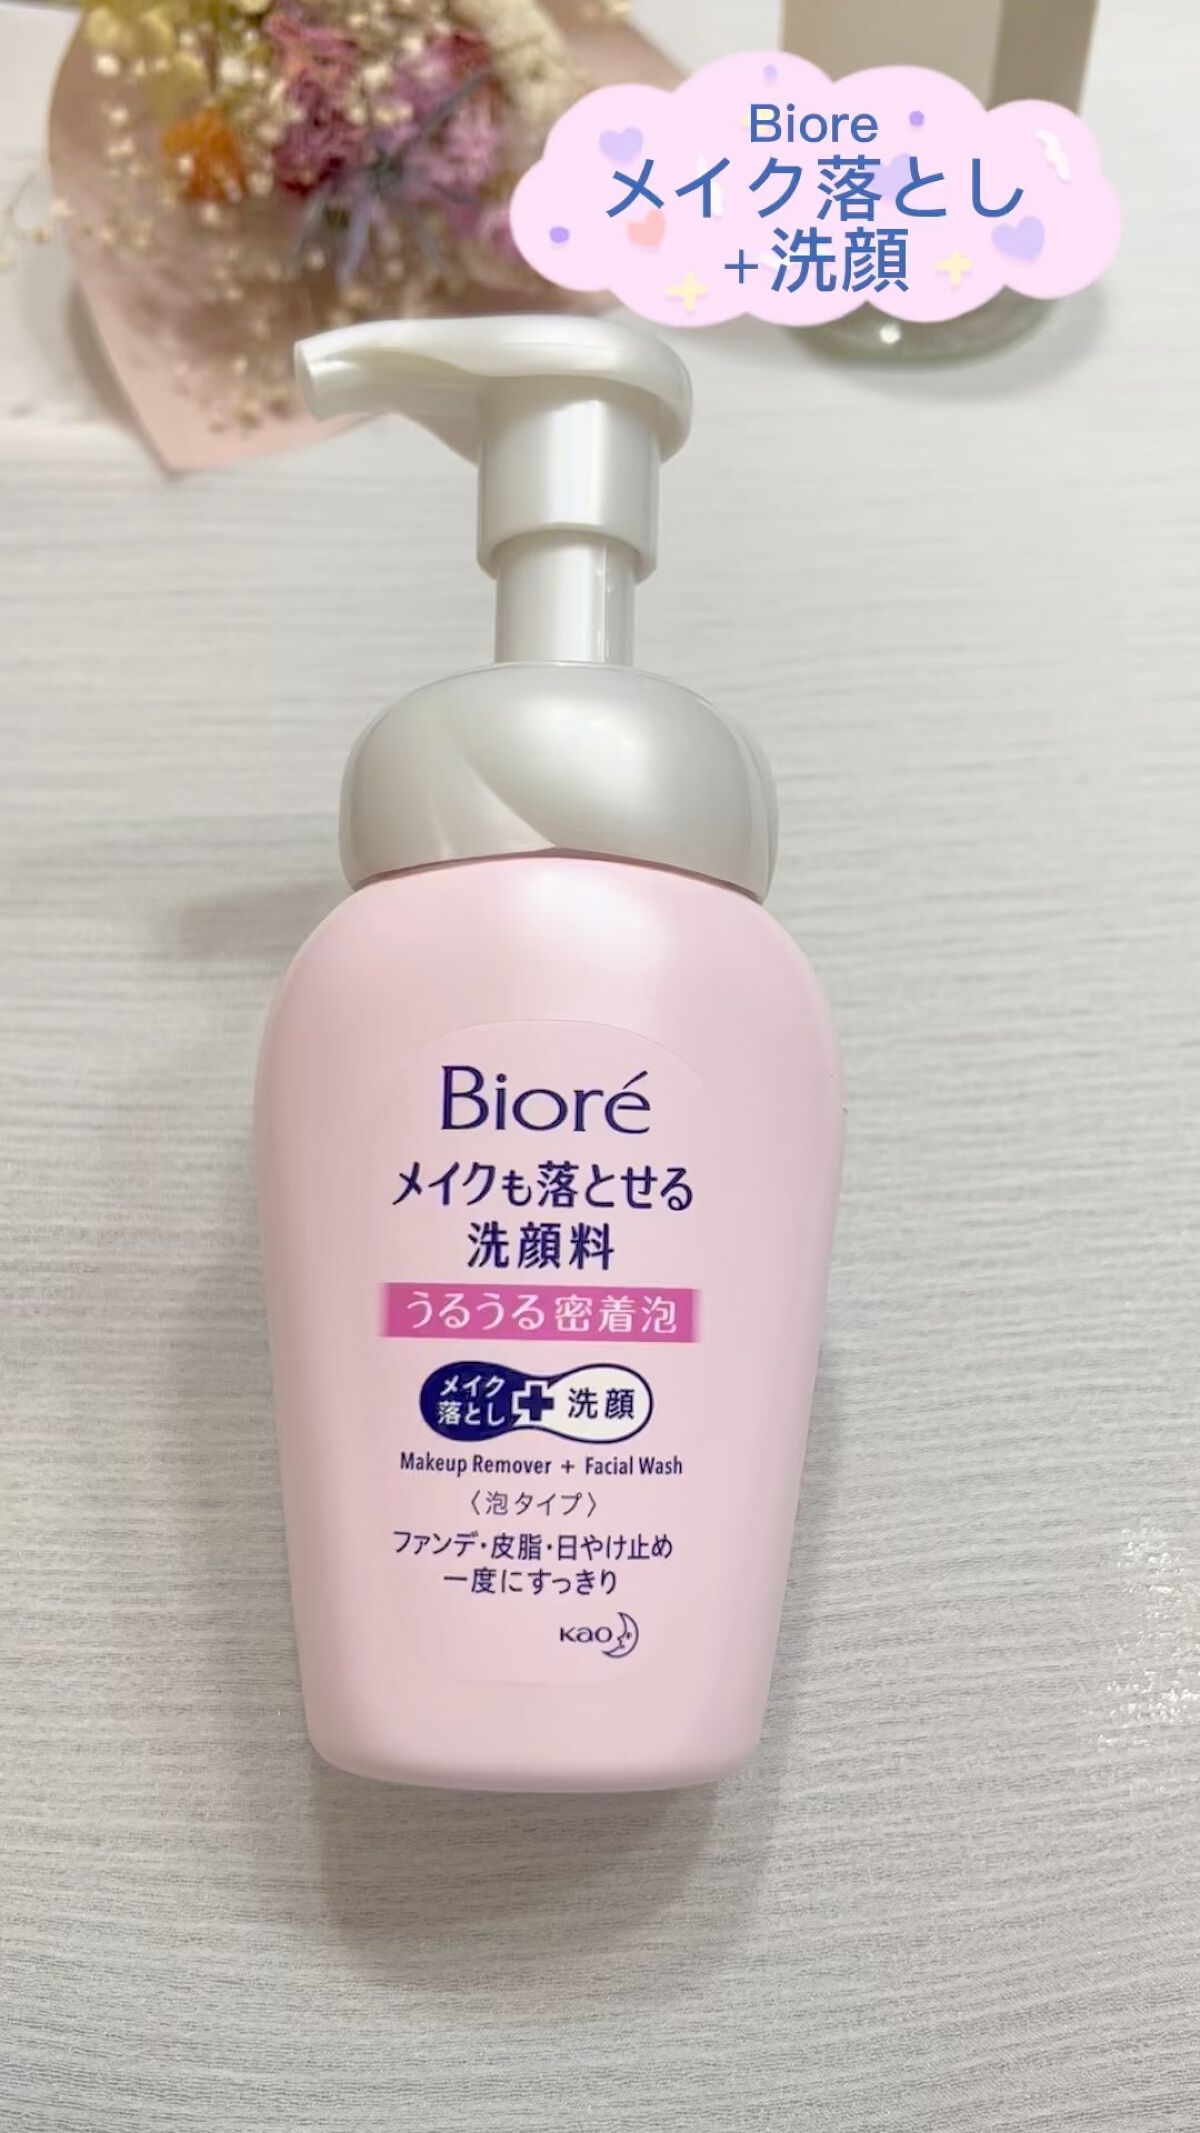 Biore
メイク落とし
+洗顔
Bioré
メイクも落とせる
洗顔料
うるうる密着泡
メイク
落とし
洗顔
Makeup Remover + Facial Wash
〈泡タイプ〉
ファンデ・皮脂・日やけ止め
一度にすっきり
Kao